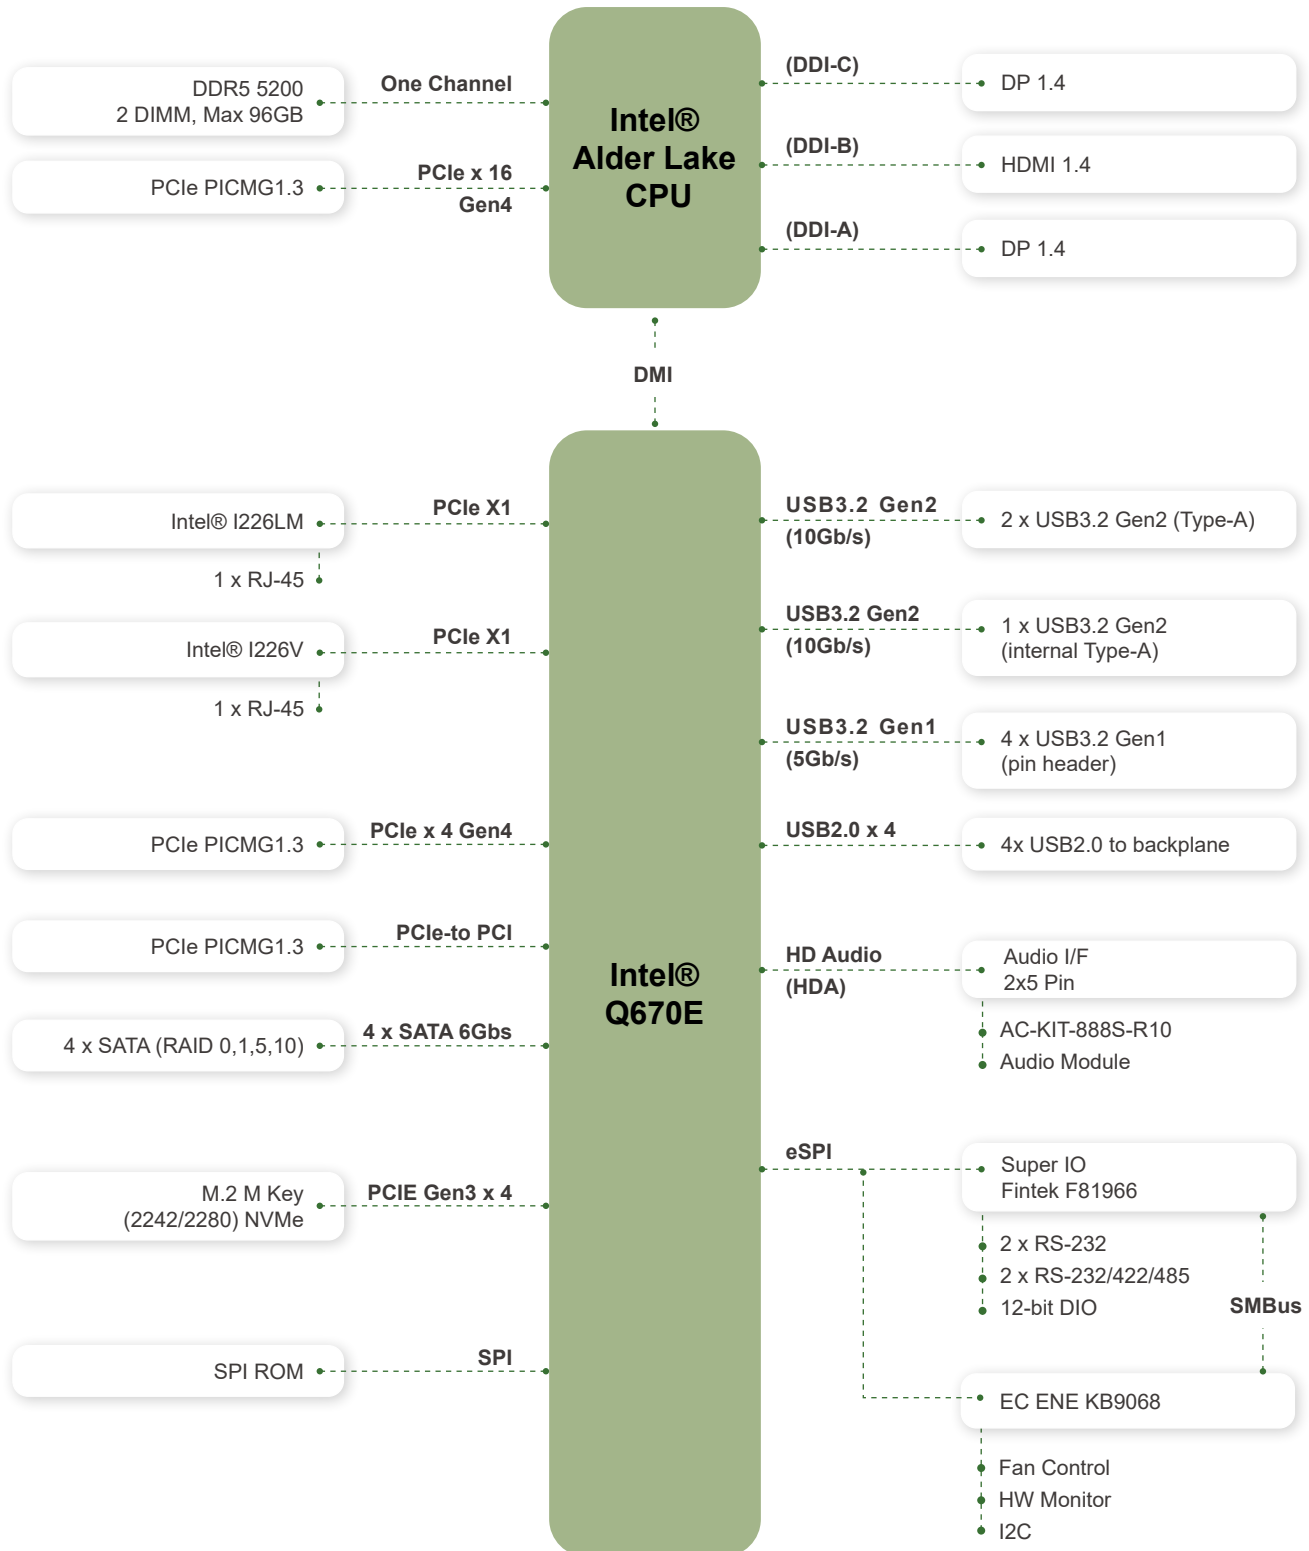 DDR5 5200
2 DIMM, Max 96GB
One Channel
PCIe PICMG1.3
PCIe x 16
Gen4
Intel®
Alder Lake
CPU
(DDI-C)
DP 1.4
(DDI-B)
HDMI 1.4
(DDI-A)
DP 1.4
DMI
Intel® I226LM
PCIe X1
1 x RJ-45
Intel® I226V
PCIe X1
1 x RJ-45
PCIe PICMG1.3
PCIe x 4 Gen4
PCIe PICMG1.3
PCIe-to PCI
4 x SATA (RAID 0,1,5,10)
4 x SATA 6Gbs
M.2 M Key
(2242/2280) NVMe
PCIE Gen3 x 4
SPI ROM
SPI
Intel®
Q670E
USB3.2 Gen2
(10Gb/s)
2 x USB3.2 Gen2 (Type-A)
USB3.2 Gen2
(10Gb/s)
1 x USB3.2 Gen2
(internal Type-A)
USB3.2 Gen1
(5Gb/s)
4 x USB3.2 Gen1
(pin header)
USB2.0 x 4
4x USB2.0 to backplane
HD Audio
(HDA)
Audio I/F
2x5 Pin
AC-KIT-888S-R10
Audio Module
eSPI
Super IO
Fintek F81966
2 x RS-232
2 x RS-232/422/485
12-bit DIO
SMBus
EC ENE KB9068
Fan Control
HW Monitor
I2C